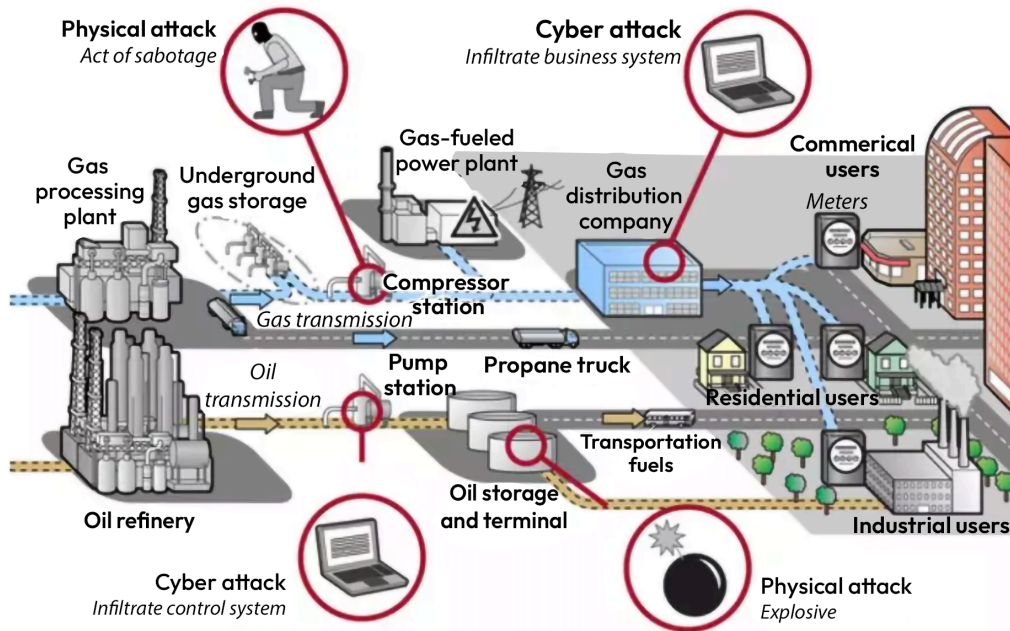 Physical attack
Act of sabotage
Cyber attack
Infiltrate business system
Gas-fueled
power plant
Commerical
users
Gas
processing
plant
Underground
gas storage
Gas
distribution
company
Meters
Compressor
station
Gas transmission
Propane truck
Pump
station
Oil
transmission
Residential users
Transportation
fuels
Oil storage
and terminal
Oil refinery
Industrial users
Cyber attack
Infiltrate control system
Physical attack
Explosive